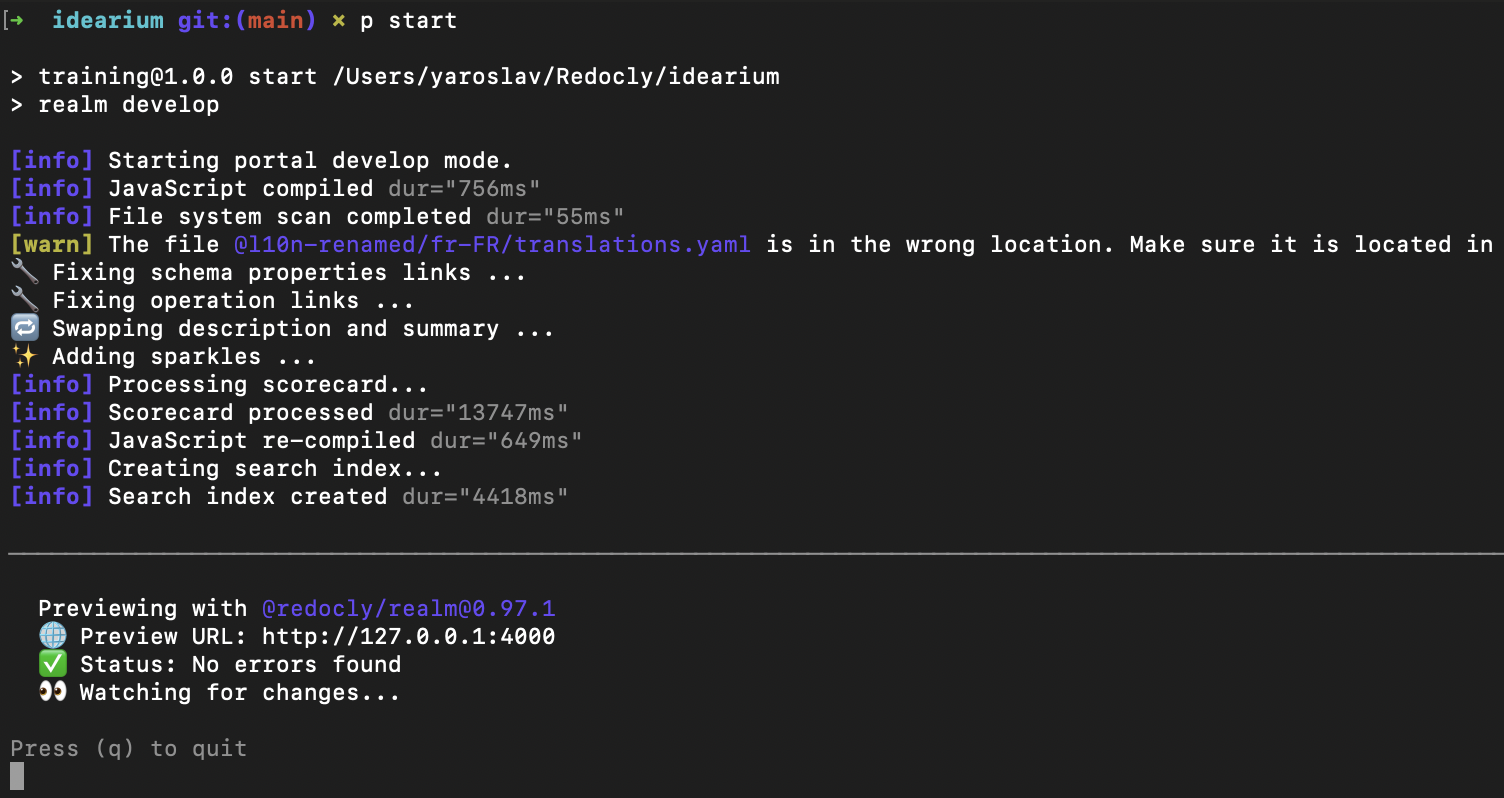 [➜ idearium git:(main) ✗ p start
> training@1.0.0 start /Users/yaroslav/Redocly/idearium
> realm develop
[info] Starting portal develop mode.
[info] JavaScript compiled dur="756ms"
[info] File system scan completed dur="55ms"
[warn] The file @l10n-renamed/fr-FR/translations.yaml is in the wrong location. Make sure it is located in
🔧 Fixing schema properties links ...
🔧 Fixing operation links ...
🔁 Swapping description and summary ...
✨ Adding sparkles ...
[info] Processing scorecard...
[info] Scorecard processed dur="13747ms"
[info] JavaScript re-compiled dur="649ms"
[info] Creating search index...
[info] Search index created dur="4418ms"
Previewing with @redocly/realm@0.97.1
🌐 Preview URL: http://127.0.0.1:4000
✅ Status: No errors found
👀 Watching for changes...
Press (q) to quit